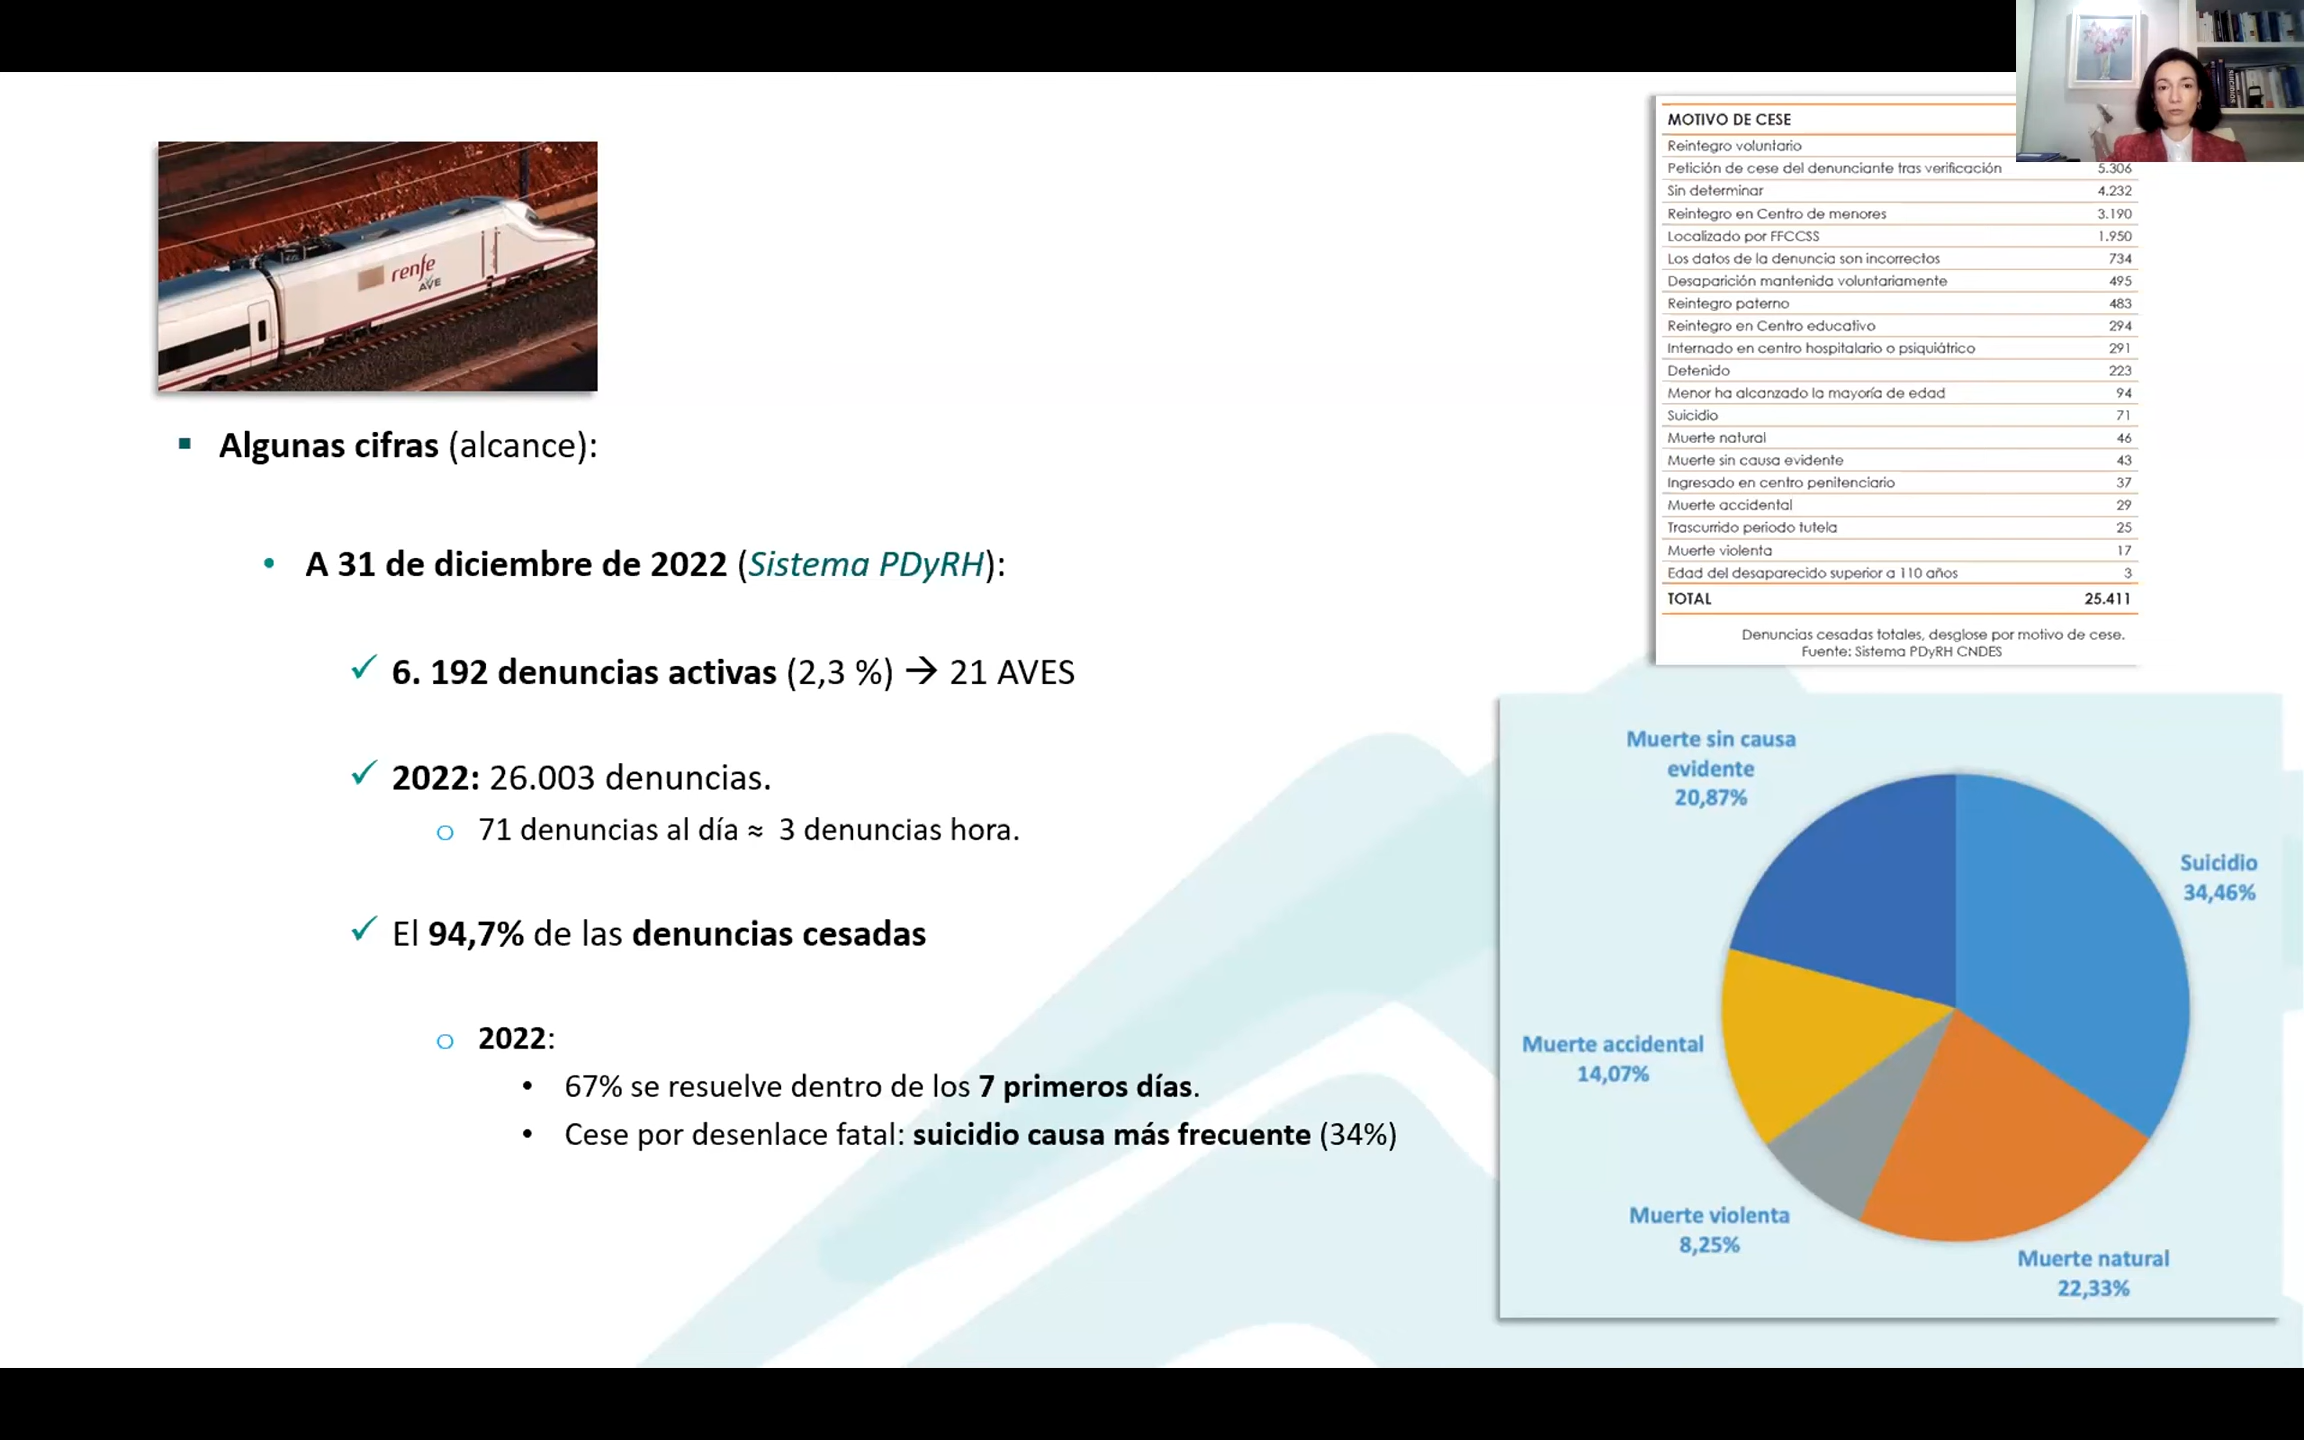 renfe
AVE
▪ Algunas cifras (alcance):
• A 31 de diciembre de 2022 (Sistema PDyRH):
✓ 6. 192 denuncias activas (2,3 %) → 21 AVES
✓ 2022: 26.003 denuncias.
o 71 denuncias al día ≈ 3 denuncias hora.
✓ El 94,7% de las denuncias cesadas
o 2022:
• 67% se resuelve dentro de los 7 primeros días.
• Cese por desenlace fatal: suicidio causa más frecuente (34%)
MOTIVO DE CESE
Reintegro voluntario
Petición de cese del denunciante tras verificación 5.306
Sin determinar 4.232
Reintegro en Centro de menores 3.190
Localizado por FFCCSS 1.950
Los datos de la denuncia son incorrectos 734
Desaparición mantenida voluntariamente 495
Reintegro paterno 483
Reintegro en Centro educativo 294
Internado en centro hospitalario o psiquiátrico 291
Detenido 223
Menor ha alcanzado la mayoría de edad 94
Suicidio 71
Muerte natural 46
Muerte sin causa evidente 43
Ingresado en centro penitenciario 37
Muerte accidental 29
Trascurrido periodo tutela 25
Muerte violenta 17
Edad del desaparecido superior a 110 años 3
TOTAL 25.411
Denuncias cesadas totales, desglose por motivo de cese.
Fuente: Sistema PDyRH CNDES
Muerte sin causa
evidente
20,87%
Suicidio
34,46%
Muerte accidental
14,07%
Muerte violenta
8,25%
Muerte natural
22,33%